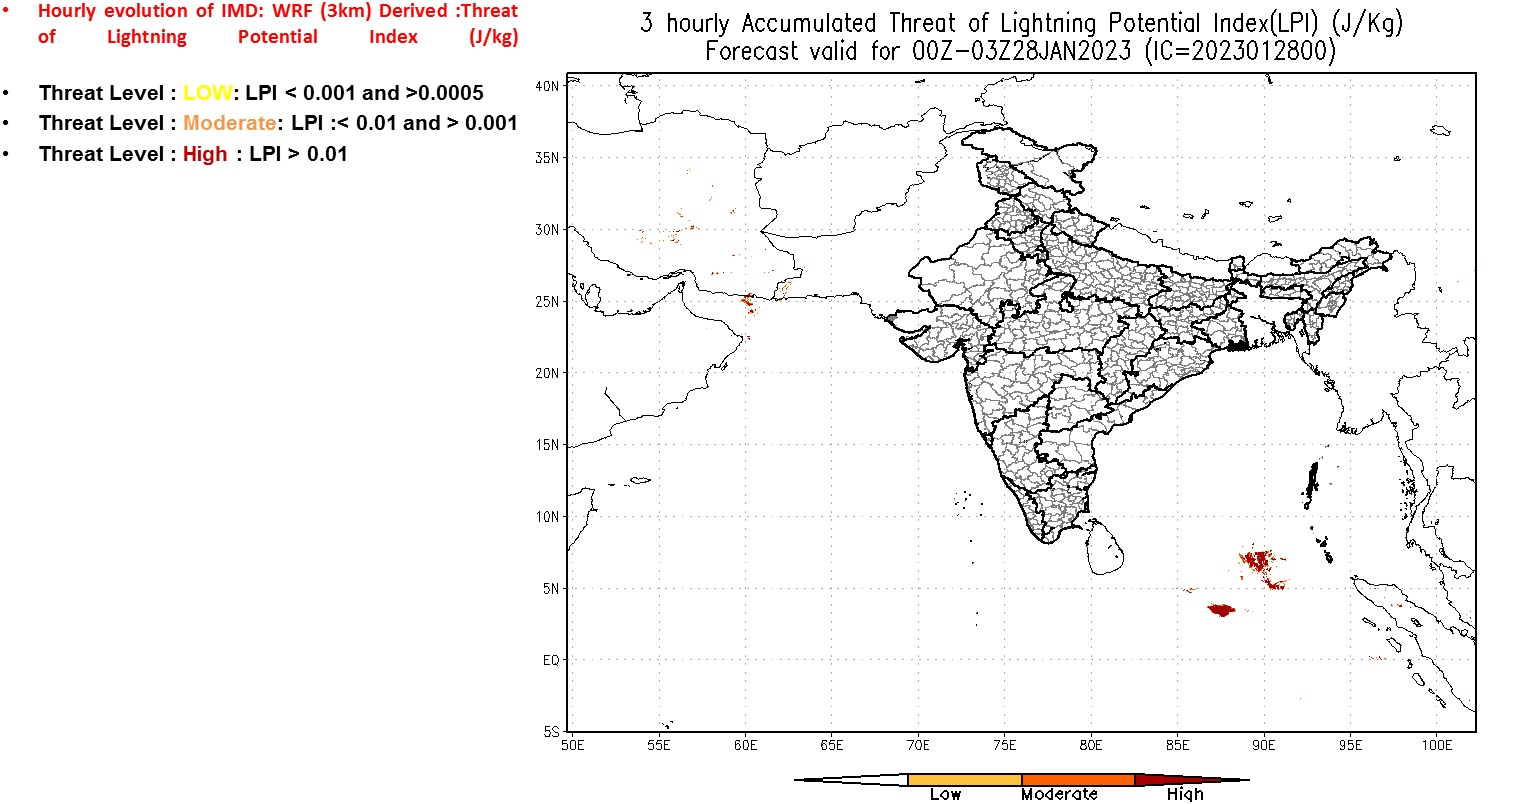 • Hourly evolution of IMD: WRF (3km) Derived :Threat
of Lightning Potential Index (J/kg)
• Threat Level : LOW: LPI < 0.001 and >0.0005
• Threat Level : Moderate: LPI :< 0.01 and > 0.001
• Threat Level : High : LPI > 0.01
3 hourly Accumulated Threat of Lightning Potential Index(LPI) (J/Kg)
Forecast valid for 00Z-03Z28JAN2023 (IC=2023012800)
40N
35N
30N
25N
20N
15N
10N
5N
EQ
5S
50E 55E 60E 65E 70E 75E 80E 85E 90E 95E 100E
Low Moderate High